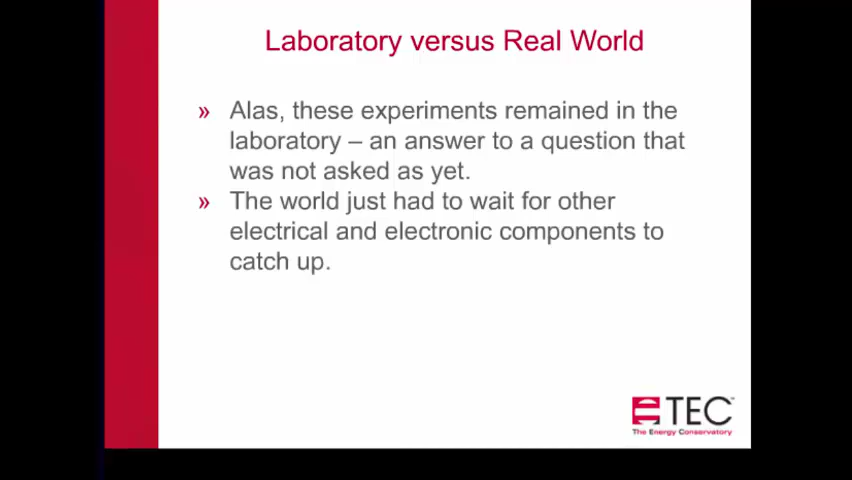 Laboratory versus Real World
» Alas, these experiments remained in the
laboratory – an answer to a question that
was not asked as yet.
» The world just had to wait for other
electrical and electronic components to
catch up.
TEC™
The Energy Conservatory